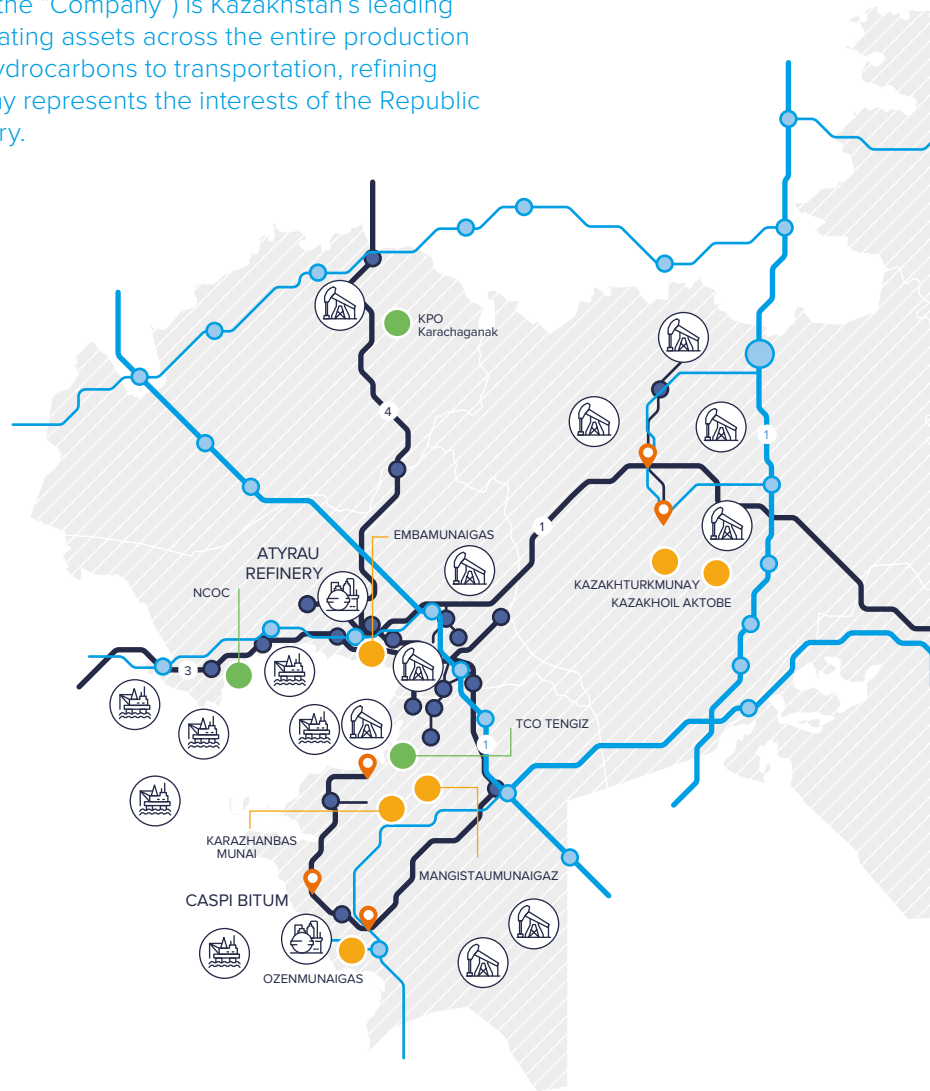 the "Company") is Kazakhstan's leading
ating assets across the entire production
ydrocarbons to transportation, refining
ny represents the interests of the Republic
ry.
KPO
Karachaganak
4
1
1
EMBAMUNAIGAS
ATYRAU
REFINERY
NCOC
KAZAKHTURKMUNAY
KAZAKHOIL AKTOBE
3
TCO TENGIZ
1
KARAZHANBAS
MUNAI
MANGISTAUMUNAIGAZ
CASPI BITUM
OZENMUNAIGAS